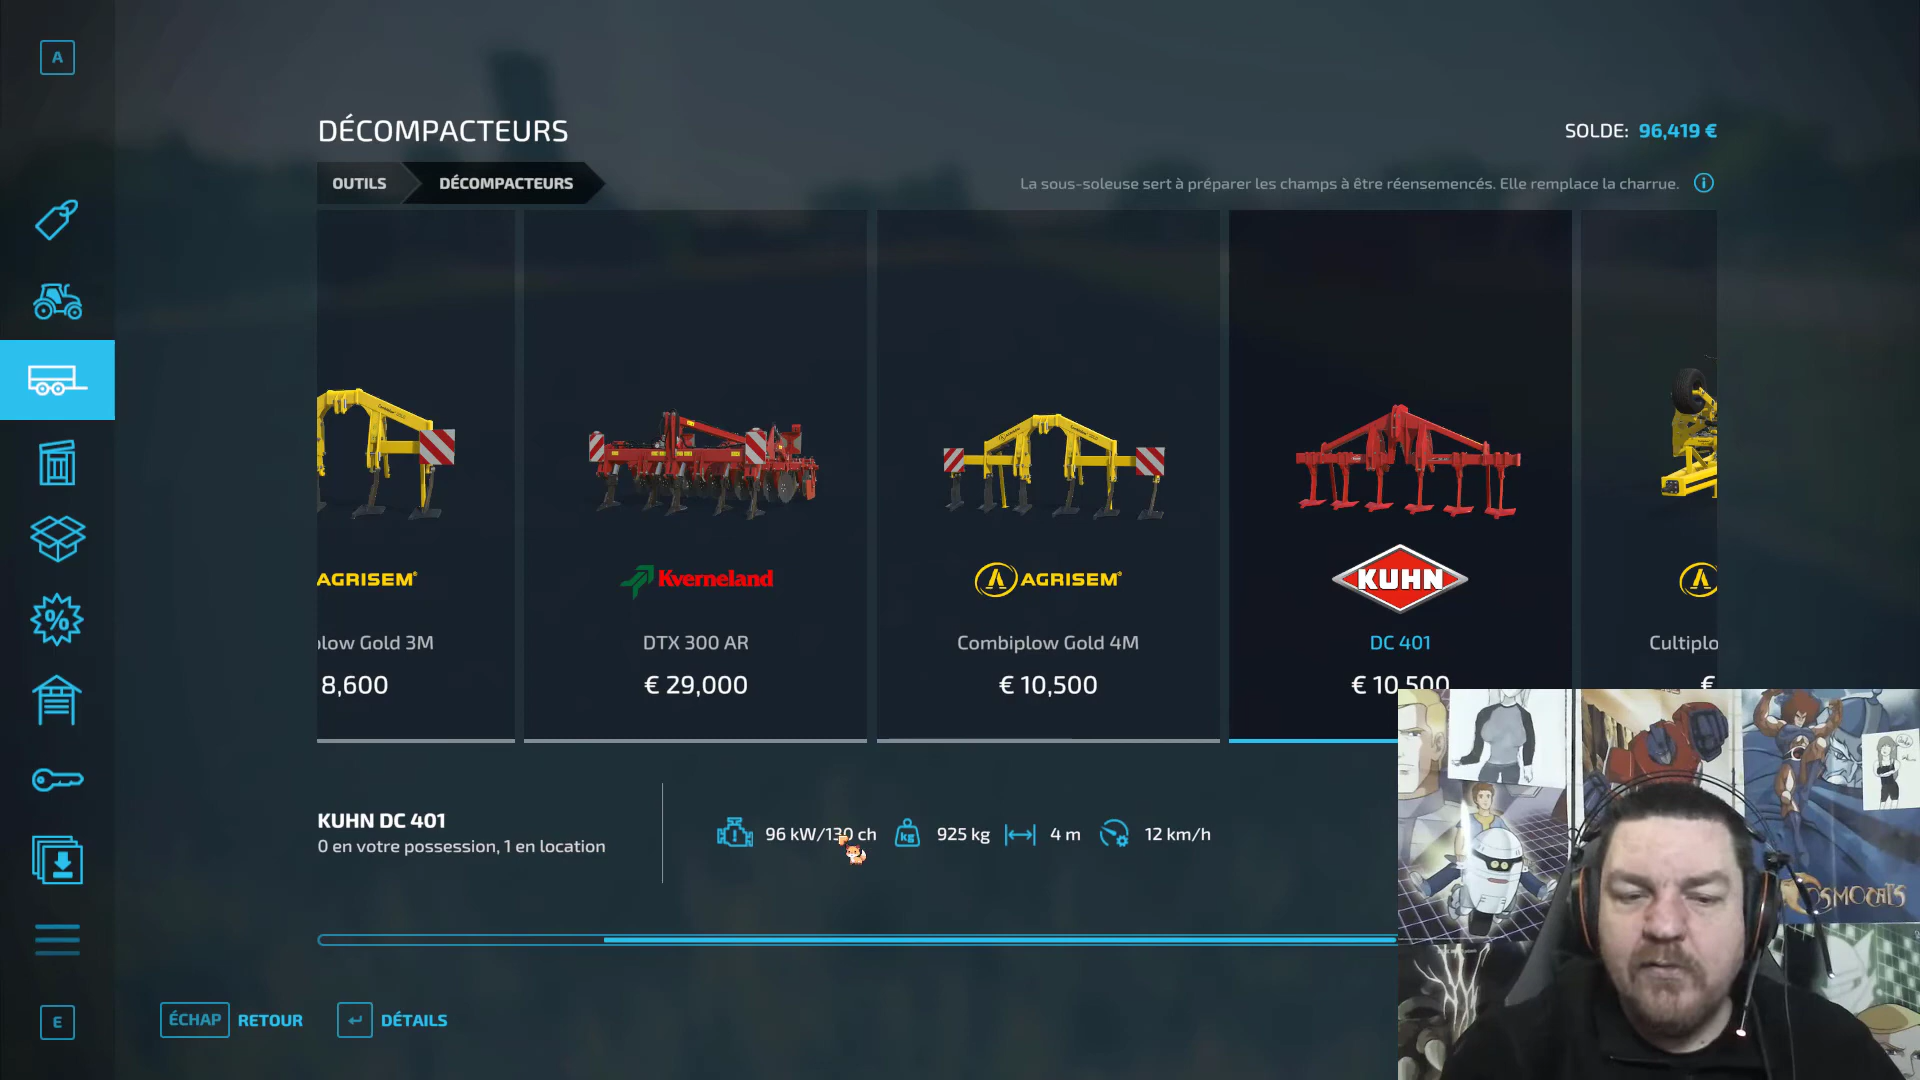 A
DÉCOMPACTEURS
SOLDE: 96,419 €
OUTILS
DÉCOMPACTEURS
La sous-soleuse sert à préparer les champs à être réensemencés. Elle remplace la charrue.
AGRISEM
Kverneland
AGRISEM
KUHN
low Gold 3M
DTX 300 AR
Combiplow Gold 4M
DC 401
Cultiplo
8,600
€ 29,000
€ 10,500
€ 10,500
€
KUHN DC 401
0 en votre possession, 1 en location
96 kW/130 ch
kg
925 kg
4 m
12 km/h
OSMOCATS
E
ÉCHAP RETOUR
DÉTAILS